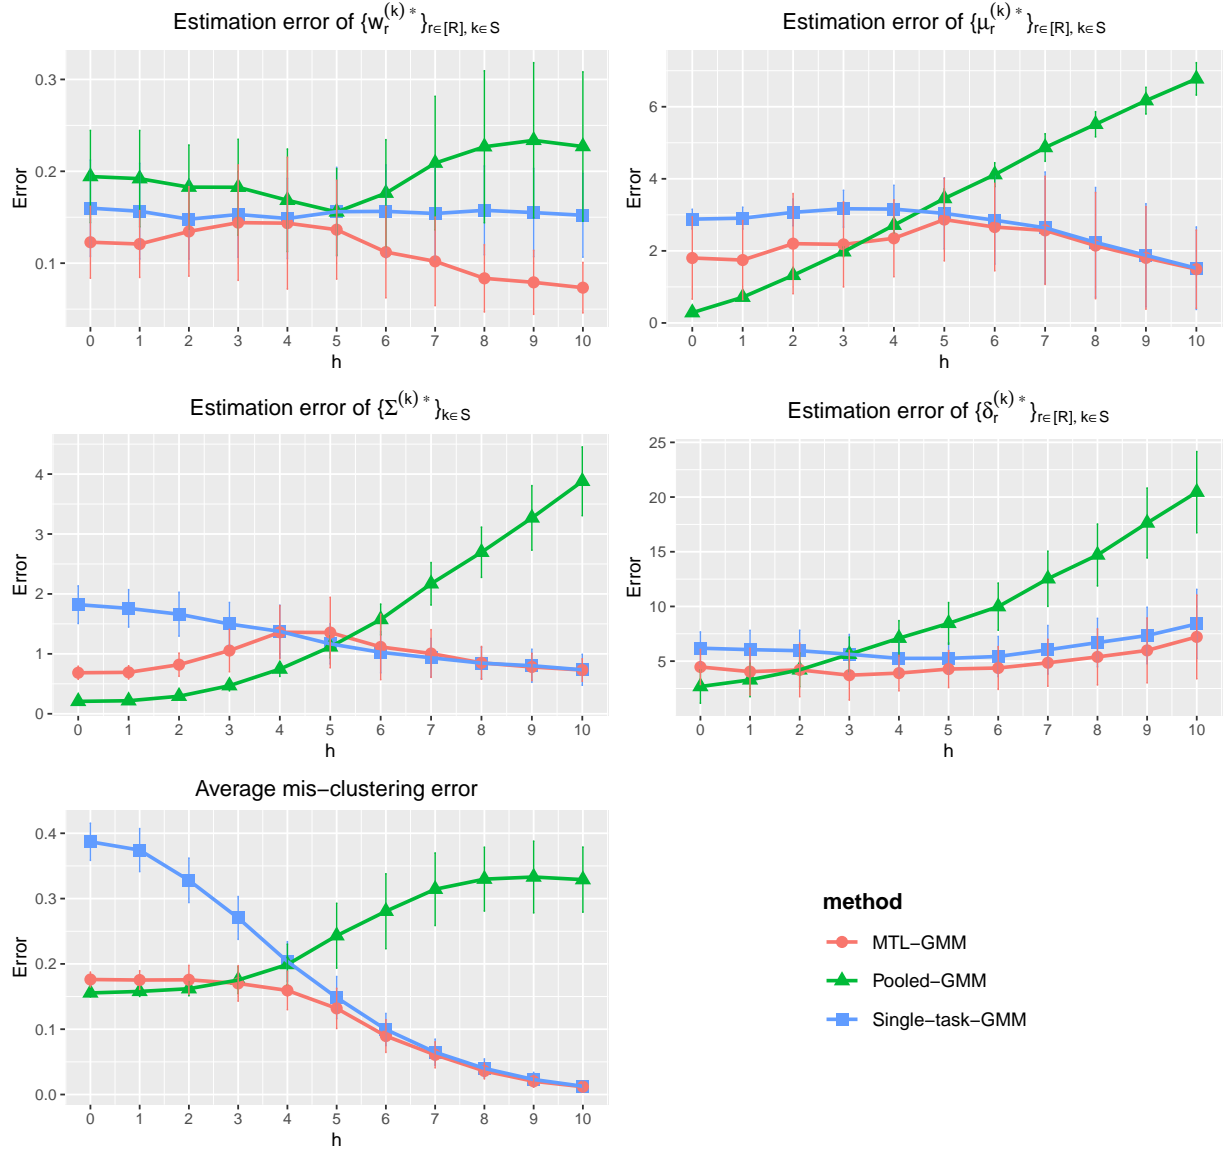 Estimation error of {w_r^(k)*}_{r∈[R], k∈S}
Error
0.3
0.2
0.1
0 1 2 3 4 5 6 7 8 9 10
h
Estimation error of {μ_r^(k)*}_{r∈[R], k∈S}
Error
6
4
2
0
0 1 2 3 4 5 6 7 8 9 10
h
Estimation error of {Σ^(k)*}_{k∈S}
Error
4
3
2
1
0
0 1 2 3 4 5 6 7 8 9 10
h
Estimation error of {δ_r^(k)*}_{r∈[R], k∈S}
Error
25
20
15
10
5
0 1 2 3 4 5 6 7 8 9 10
h
Average mis−clustering error
Error
0.4
0.3
0.2
0.1
0.0
0 1 2 3 4 5 6 7 8 9 10
h
method
MTL−GMM
Pooled−GMM
Single−task−GMM